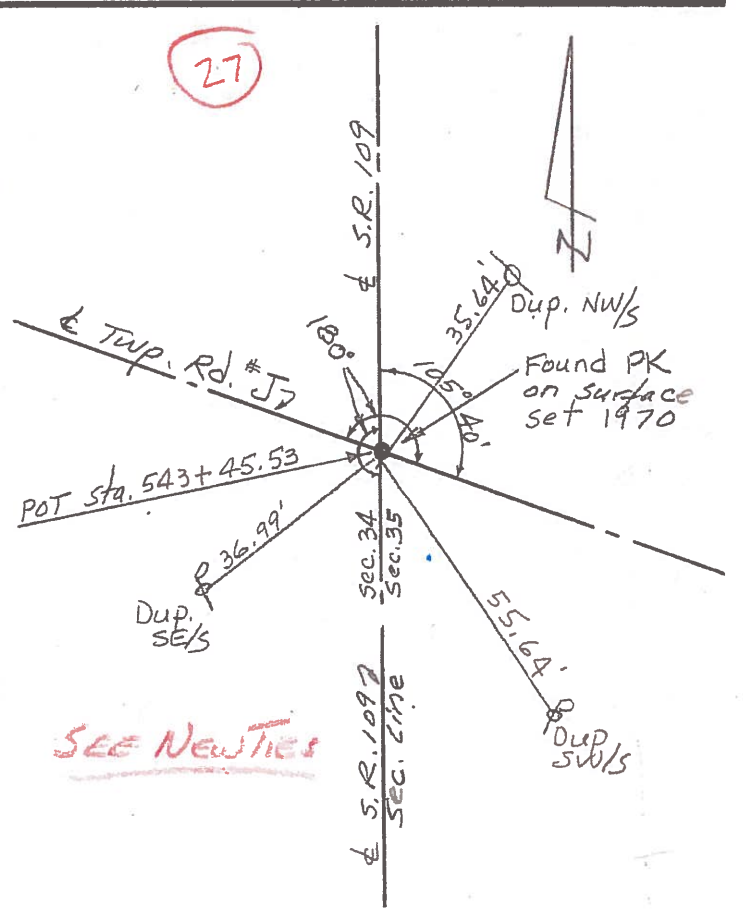 27
℄ S.R. 109
Z
35.64'
Dup. NW/S
℄ Twp. Rd. #J7
180°
105° 40'
Found PK
on surface
set 1970
POT Sta. 543+45.53
36.99'
Dup.
SE/S
Sec. 34
Sec. 35
55.64'
Dup
SW/S
SEE NEW TIES
℄ S.R. 109
Sec. Line